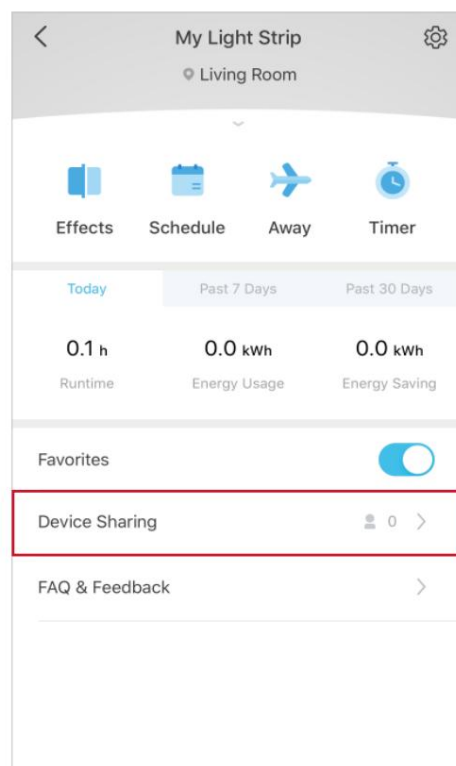 My Light Strip
Living Room
Effects Schedule Away Timer
Today Past 7 Days Past 30 Days
0.1 h 0.0 kWh 0.0 kWh
Runtime Energy Usage Energy Saving
Favorites
Device Sharing 0
FAQ & Feedback